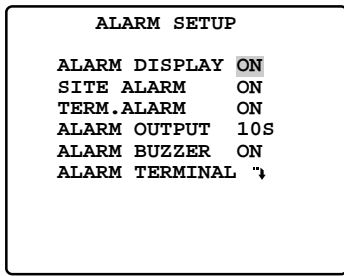 ALARM SETUP
ALARM DISPLAY ON
SITE ALARM ON
TERM.ALARM ON
ALARM OUTPUT 10S
ALARM BUZZER ON
ALARM TERMINAL